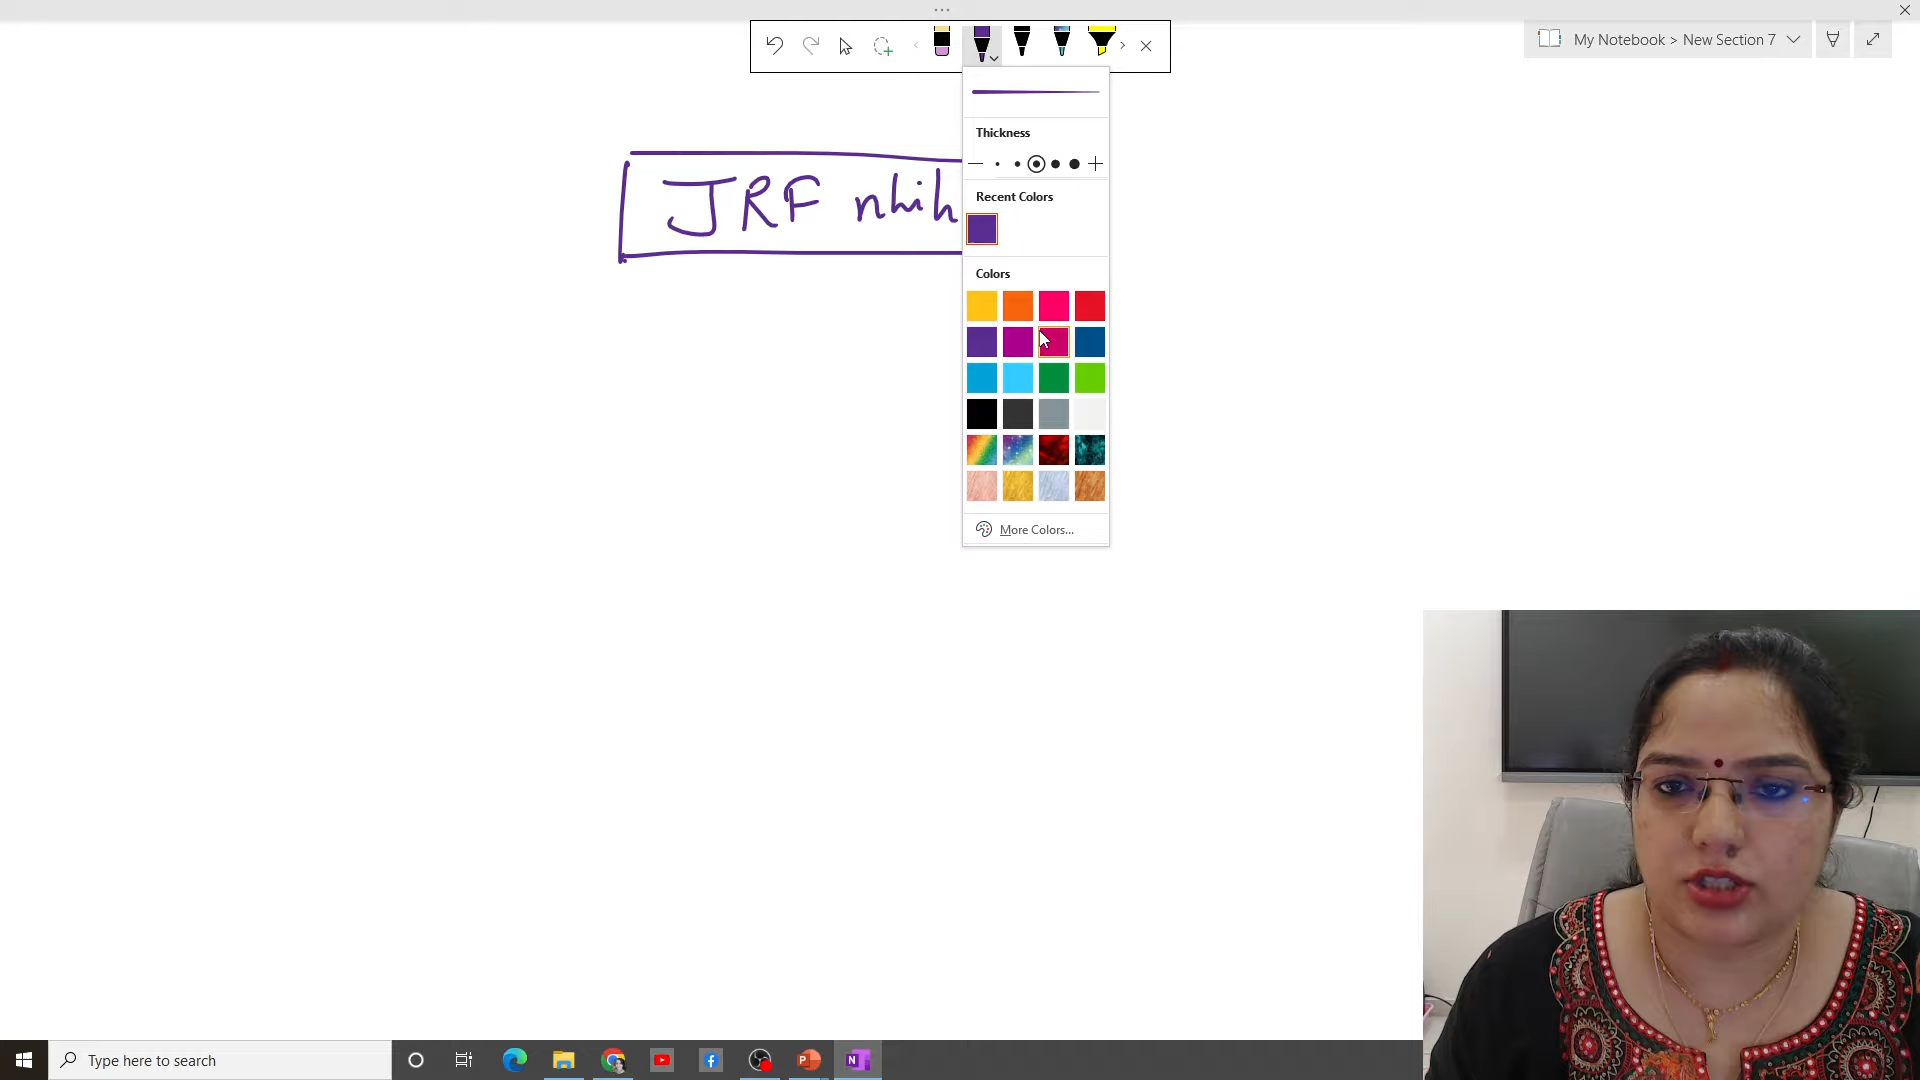 My Notebook > New Section 7
Thickness
JRF nhih
Recent Colors
Colors
More Colors...
Type here to search